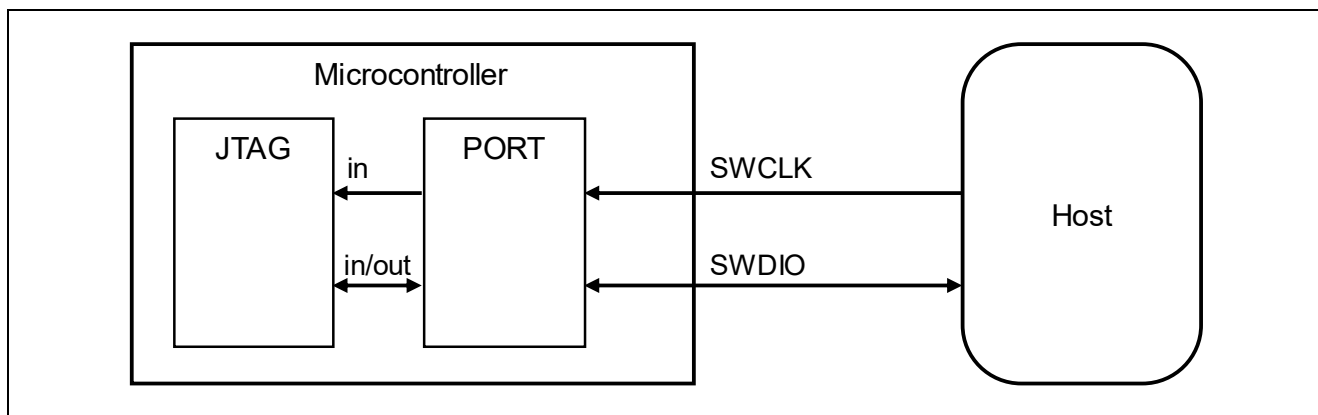 Microcontroller
JTAG
PORT
in
SWCLK
Host
in/out
SWDIO